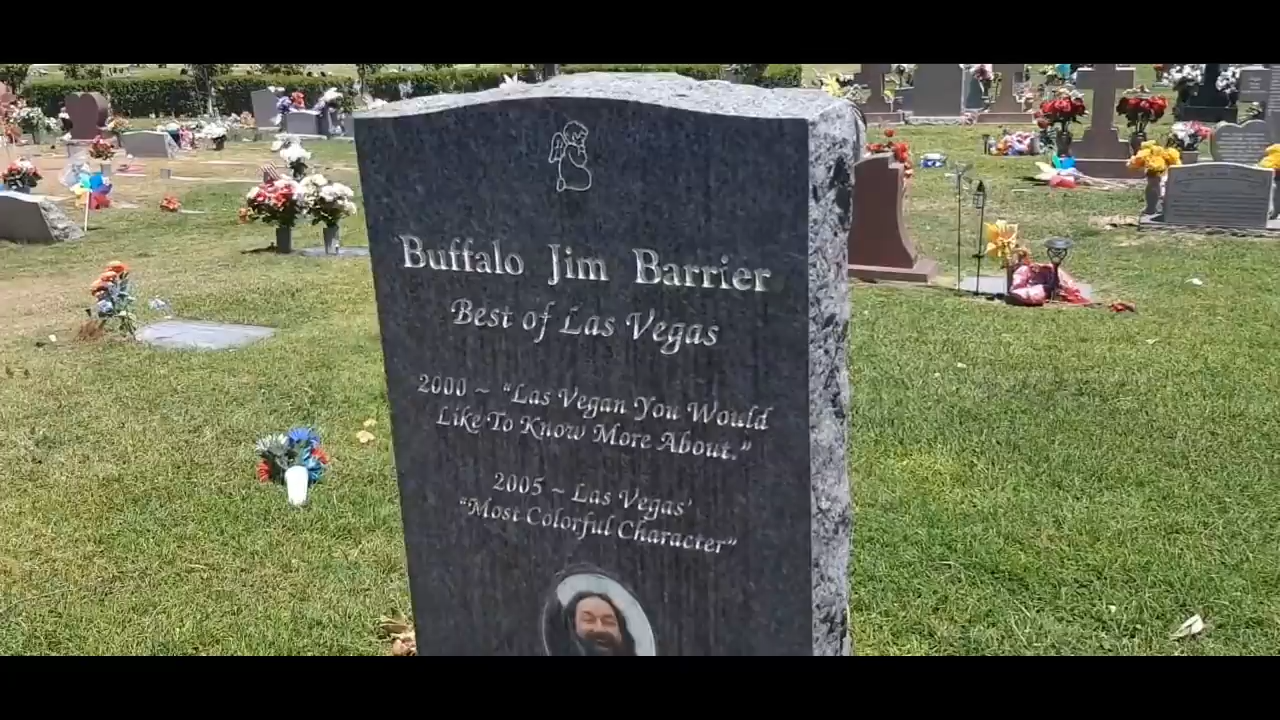 Buffalo Jim Barrier
Best of Las Vegas
2000 ~ "Las Vegan You Would
Like To Know More About."
2005 ~ Las Vegas'
"Most Colorful Character"